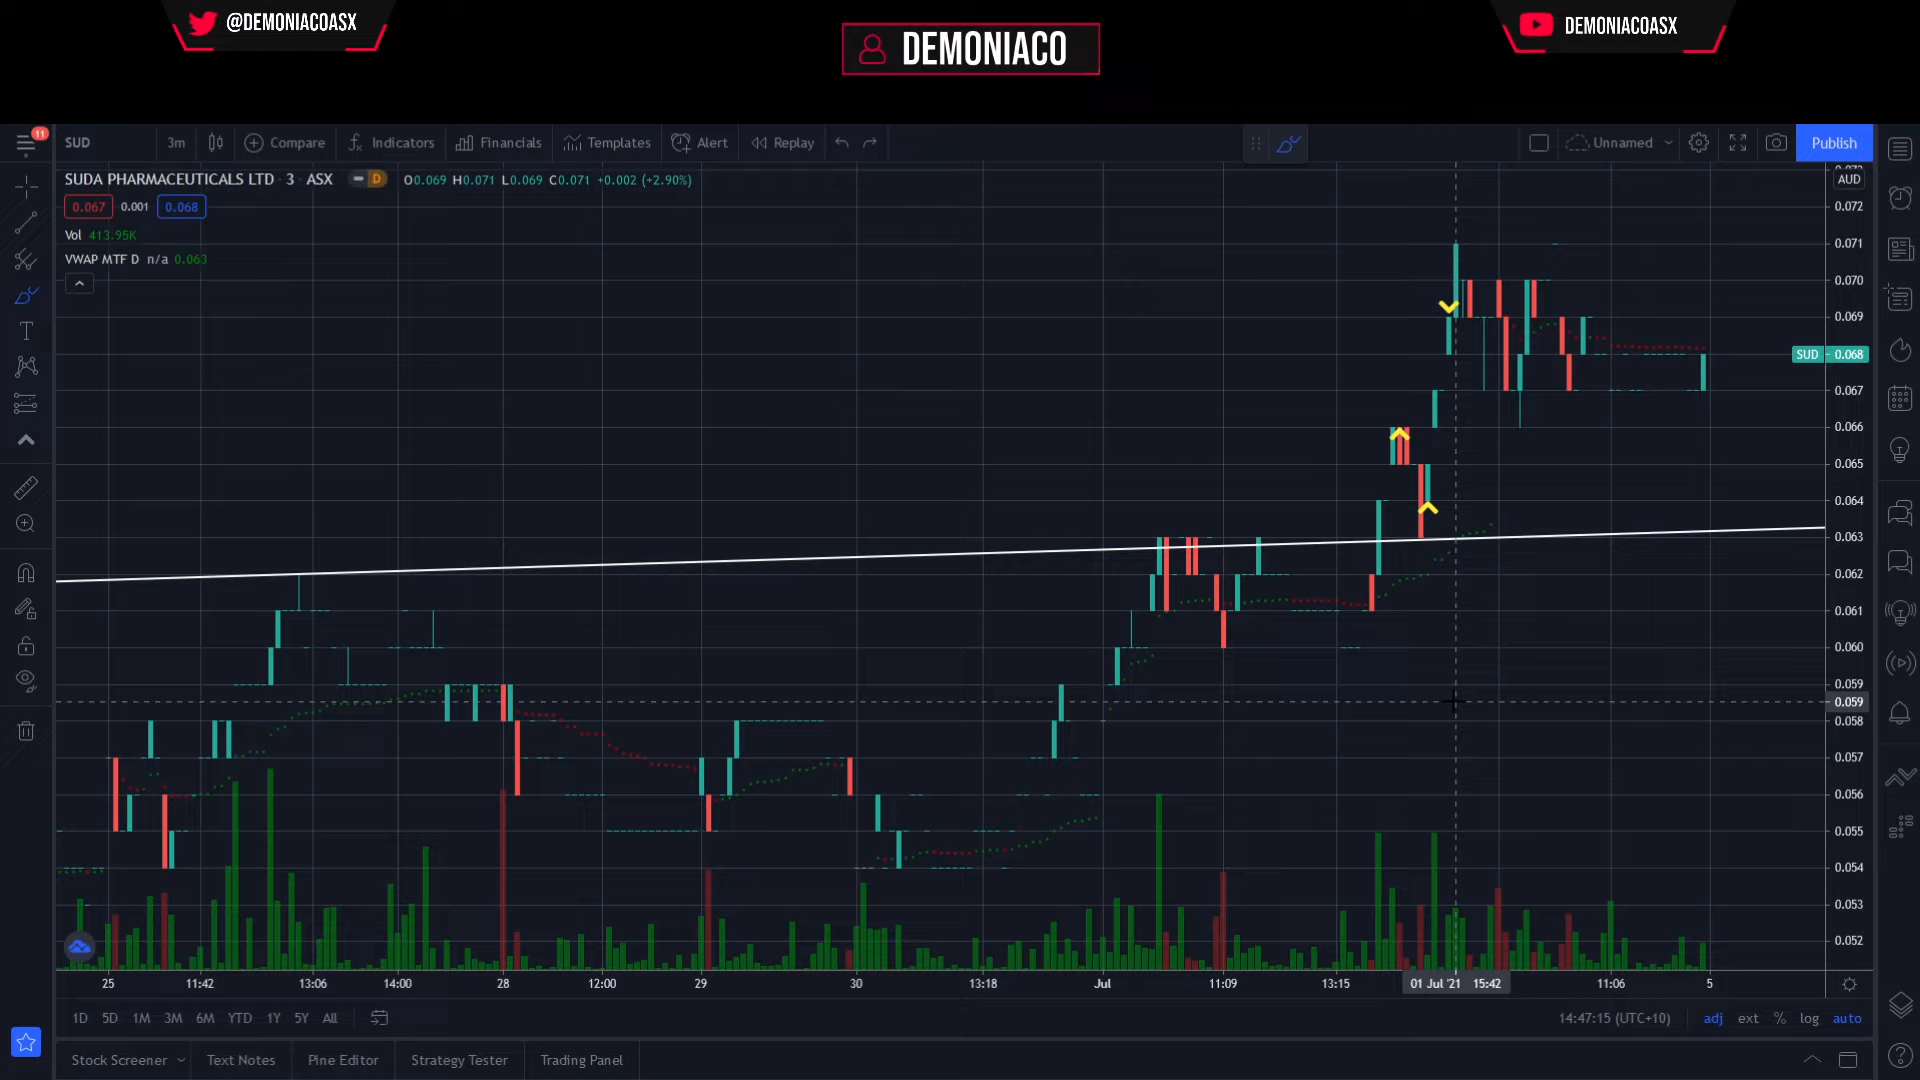 @DEMONIACOASX
DEMONIACO
DEMONIACOASX
11
SUD
3m
Compare
Indicators
Financials
Templates
Alert
Replay
Unnamed
Publish
SUDA PHARMACEUTICALS LTD · 3 · ASX
D
O0.069 H0.071 L0.069 C0.071 +0.002 (+2.90%)
0.067
0.001
0.068
Vol 413.95K
VWAP MTF D n/a 0.063
AUD
0.072
0.071
0.070
0.069
SUD 0.068
0.067
0.066
0.065
0.064
0.063
0.062
0.061
0.060
0.059
0.059
0.058
0.057
0.056
0.055
0.054
0.053
0.052
25 11:42 13:06 14:00 28 12:00 29 30 13:18 Jul 11:09 13:15 01 Jul '21 15:42 11:06 5
1D 5D 1M 3M 6M YTD 1Y 5Y All
14:47:15 (UTC+10)
adj ext % log auto
Stock Screener
Text Notes
Pine Editor
Strategy Tester
Trading Panel